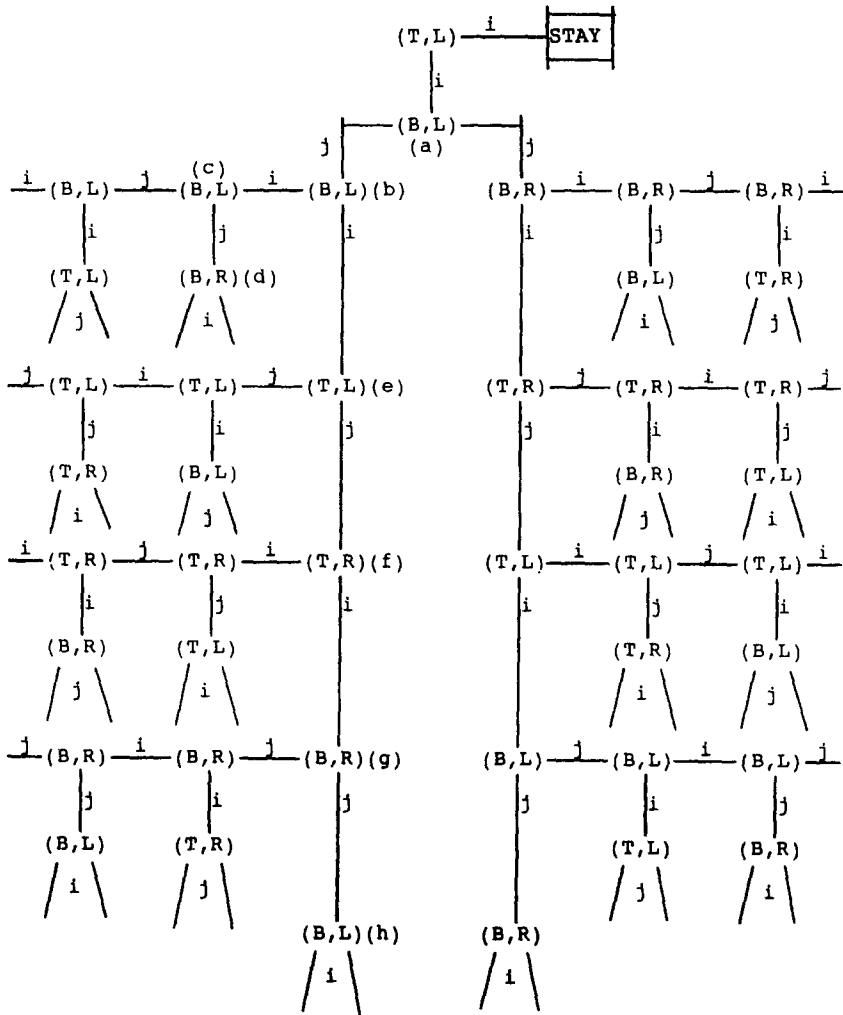 (T,L) i STAY
i
(B,L)
j (a) j
(c)
i (B,L) j (B,L) i (B,L)(b) (B,R) i (B,R) j (B,R) i
i j i i j i
(T,L) (B,R)(d) (B,L) (T,R)
j i i j
j (T,L) i (T,L) j (T,L)(e) (T,R) j (T,R) i (T,R) j
j i j j i j
(T,R) (B,L) (B,R) (T,L)
i j j i
i (T,R) j (T,R) i (T,R)(f) (T,L) i (T,L) j (T,L) i
i j i i j i
(B,R) (T,L) (T,R) (B,L)
j i i j
j (B,R) i (B,R) j (B,R)(g) (B,L) j (B,L) i (B,L) j
j i j j i j
(B,L) (T,R) (T,L) (B,R)
i j j i
(B,L)(h) (B,R)
i i